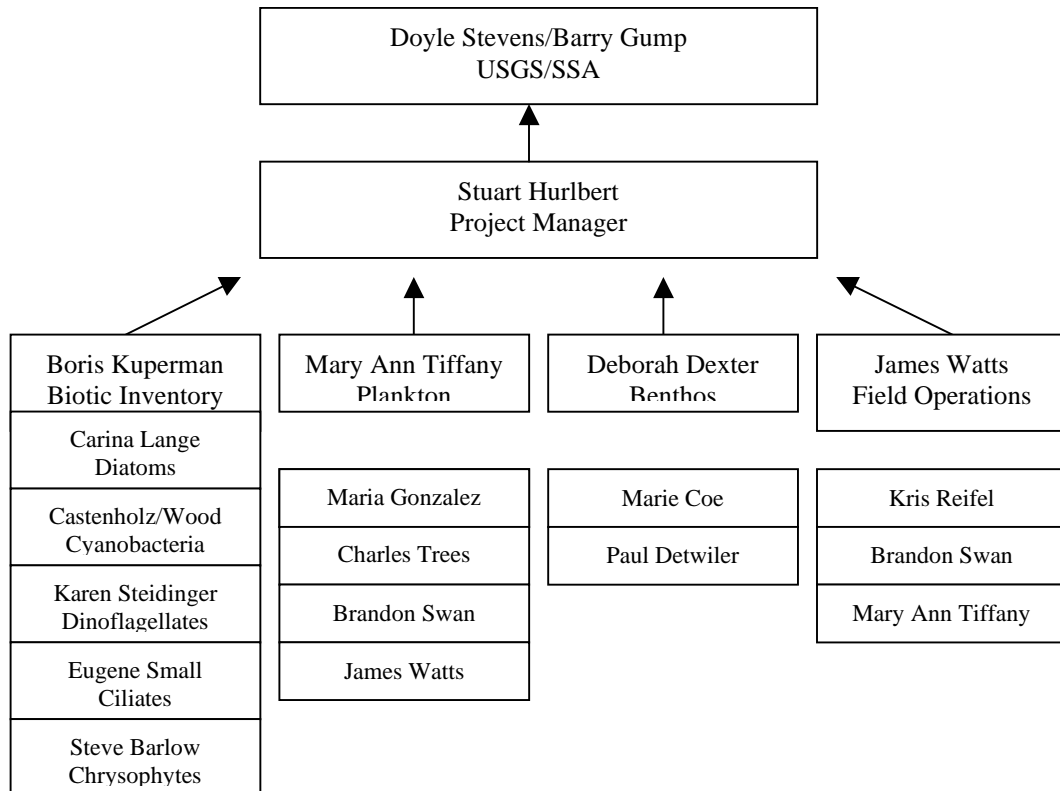 Doyle Stevens/Barry Gump
USGS/SSA
Stuart Hurlbert
Project Manager
Boris Kuperman
Biotic Inventory
Carina Lange
Diatoms
Castenholz/Wood
Cyanobacteria
Karen Steidinger
Dinoflagellates
Eugene Small
Ciliates
Steve Barlow
Chrysophytes
Mary Ann Tiffany
Plankton
Maria Gonzalez
Charles Trees
Brandon Swan
James Watts
Deborah Dexter
Benthos
Marie Coe
Paul Detwiler
James Watts
Field Operations
Kris Reifel
Brandon Swan
Mary Ann Tiffany